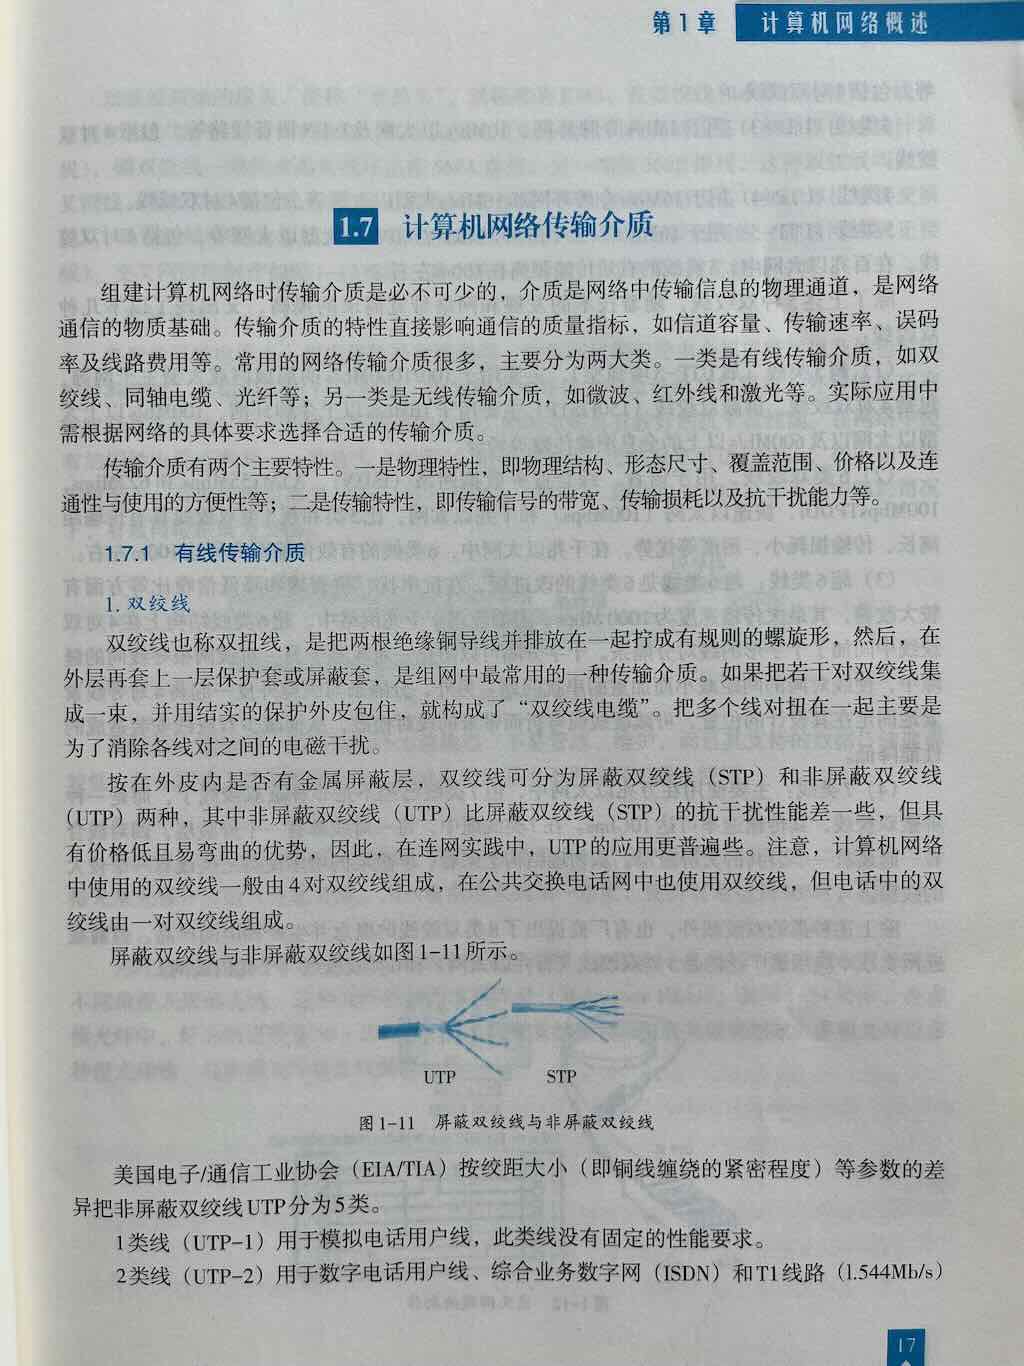 第1章 计算机网络概述
1.7 计算机网络传输介质
组建计算机网络时传输介质是必不可少的，介质是网络中传输信息的物理通道，是网络
通信的物质基础。传输介质的特性直接影响通信的质量指标，如信道容量、传输速率、误码
率及线路费用等。常用的网络传输介质很多，主要分为两大类。一类是有线传输介质，如双
绞线、同轴电缆、光纤等；另一类是无线传输介质，如微波、红外线和激光等。实际应用中
需根据网络的具体要求选择合适的传输介质。
传输介质有两个主要特性。一是物理特性，即物理结构、形态尺寸、覆盖范围、价格以及连
通性与使用的方便性等；二是传输特性，即传输信号的带宽、传输损耗以及抗干扰能力等。
1.7.1 有线传输介质
1. 双绞线
双绞线也称双扭线，是把两根绝缘铜导线并排放在一起拧成有规则的螺旋形，然后，在
外层再套上一层保护套或屏蔽套，是组网中最常用的一种传输介质。如果把若干对双绞线集
成一束，并用结实的保护外皮包住，就构成了“双绞线电缆”。把多个线对扭在一起主要是
为了消除各线对之间的电磁干扰。
按在外皮内是否有金属屏蔽层，双绞线可分为屏蔽双绞线（STP）和非屏蔽双绞线
（UTP）两种，其中非屏蔽双绞线（UTP）比屏蔽双绞线（STP）的抗干扰性能差一些，但具
有价格低且易弯曲的优势，因此，在连网实践中，UTP的应用更普遍些。注意，计算机网络
中使用的双绞线一般由4对双绞线组成，在公共交换电话网中也使用双绞线，但电话中的双
绞线由一对双绞线组成。
屏蔽双绞线与非屏蔽双绞线如图1-11所示。
UTP STP
图1-11 屏蔽双绞线与非屏蔽双绞线
美国电子/通信工业协会（EIA/TIA）按绞距大小（即铜线缠绕的紧密程度）等参数的差
异把非屏蔽双绞线UTP分为5类。
1类线（UTP-1）用于模拟电话用户线，此类线没有固定的性能要求。
2类线（UTP-2）用于数字电话用户线、综合业务数字网（ISDN）和T1线路（1.544Mb/s）
17